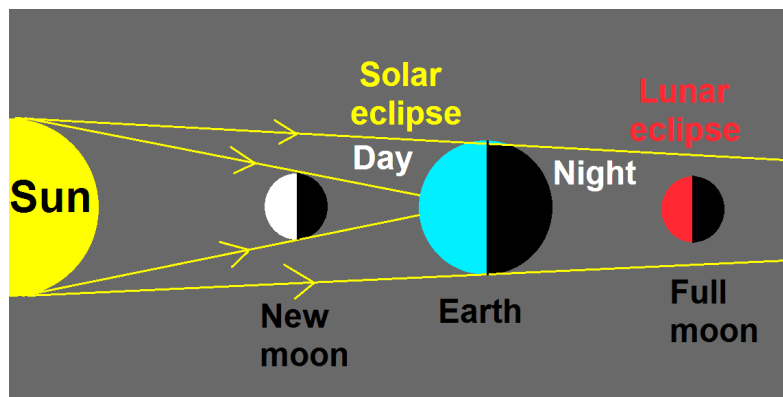 Solar
eclipse
Lunar
eclipse
Day
Night
Sun
New
moon
Earth
Full
moon